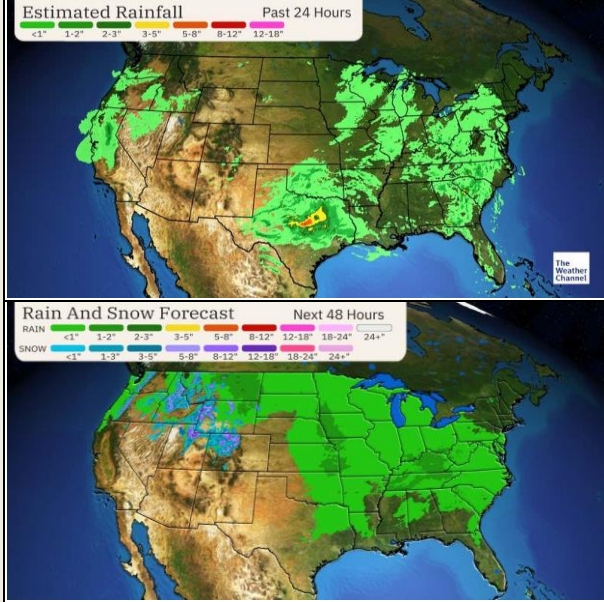 Estimated Rainfall Past 24 Hours
<1" 1-2" 2-3" 3-5" 5-8" 8-12" 12-18"
The
Weather
Channel
Rain And Snow Forecast Next 48 Hours
RAIN
<1" 1-2" 2-3" 3-5" 5-8" 8-12" 12-18" 18-24" 24+"
SNOW
<1" 1-3" 3-5" 5-8" 8-12" 12-18" 18-24" 24+"